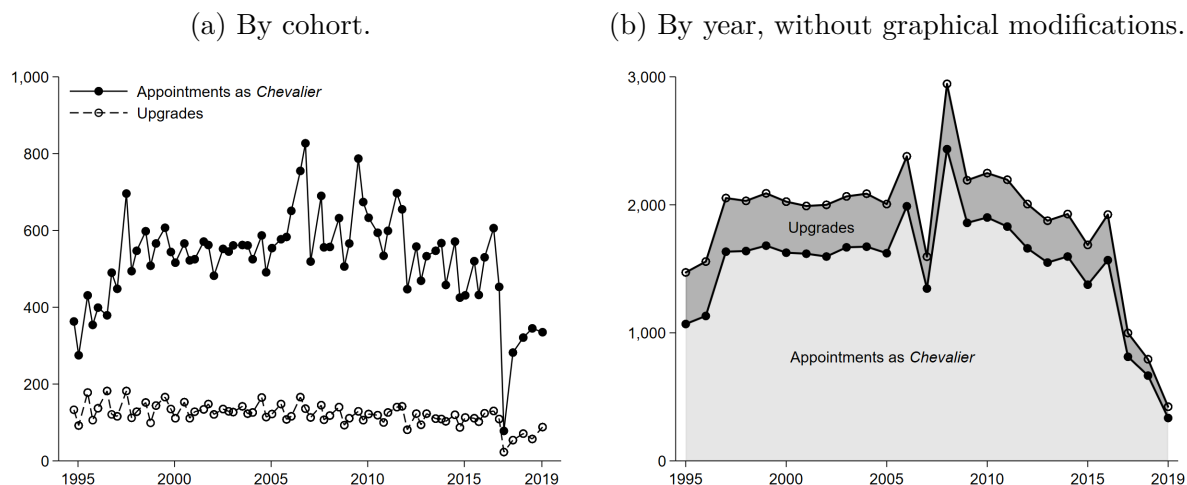 (a) By cohort.
1,000
800
600
400
200
0
Appointments as Chevalier
Upgrades
1995 2000 2005 2010 2015 2019
(b) By year, without graphical modifications.
3,000
2,000
1,000
0
Upgrades
Appointments as Chevalier
1995 2000 2005 2010 2015 2019